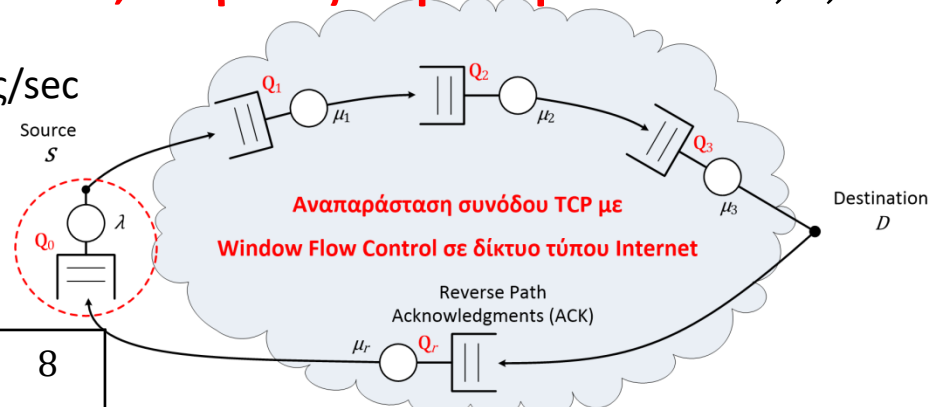 ς/sec
Source
S
Q₁
μ₁
Q₂
μ₂
Q₃
μ₃
Q₀
λ
Αναπαράσταση συνόδου TCP με
Window Flow Control σε δίκτυο τύπου Internet
Destination
D
Reverse Path
Acknowledgments (ACK)
μᵣ
Qᵣ
8